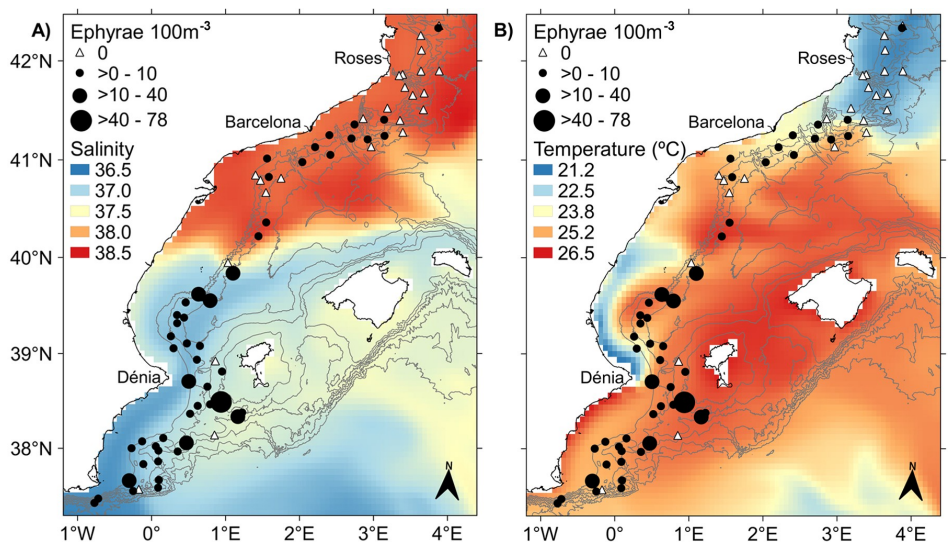 A)
Ephyrae 100m⁻³
0
>0 - 10
>10 - 40
>40 - 78
Salinity
36.5
37.0
37.5
38.0
38.5
Roses
Barcelona
Dénia
N
42°N
41°N
40°N
39°N
38°N
1°W 0° 1°E 2°E 3°E 4°E
B)
Ephyrae 100m⁻³
0
>0 - 10
>10 - 40
>40 - 78
Temperature (ºC)
21.2
22.5
23.8
25.2
26.5
Roses
Barcelona
Dénia
N
1°W 0° 1°E 2°E 3°E 4°E